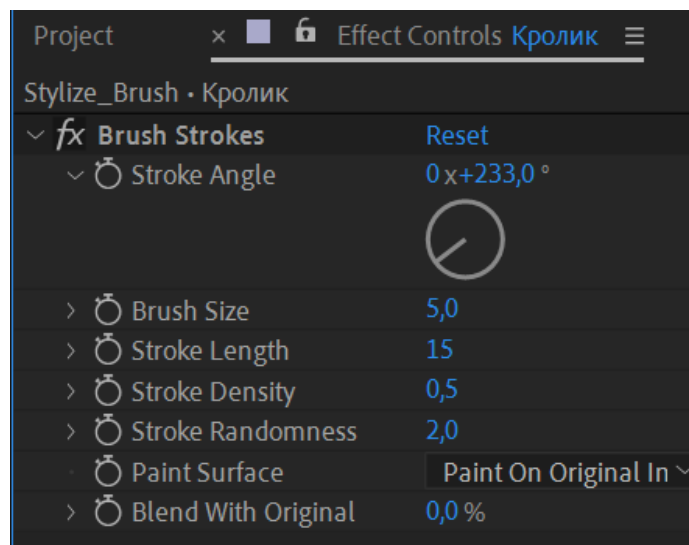 Project × Effect Controls Кролик ≡
Stylize_Brush • Кролик
fx Brush Strokes Reset
Stroke Angle 0x+233,0°
Brush Size 5,0
Stroke Length 15
Stroke Density 0,5
Stroke Randomness 2,0
Paint Surface Paint On Original In
Blend With Original 0,0 %